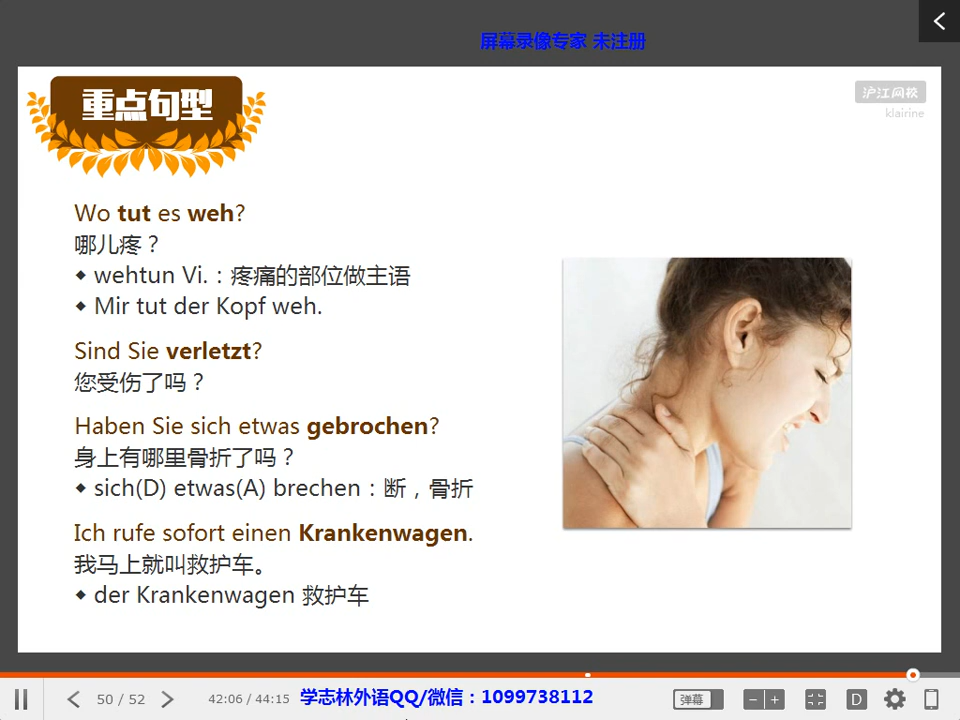 屏幕录像专家 未注册
重点句型
沪江网校
klairine
Wo tut es weh?
哪儿疼？
◆ wehtun Vi.：疼痛的部位做主语
◆ Mir tut der Kopf weh.
Sind Sie verletzt?
您受伤了吗？
Haben Sie sich etwas gebrochen?
身上有哪里骨折了吗？
◆ sich(D) etwas(A) brechen：断，骨折
Ich rufe sofort einen Krankenwagen.
我马上就叫救护车。
◆ der Krankenwagen 救护车
50 / 52
42:06 / 44:15
学志林外语QQ/微信：1099738112
弹幕
D